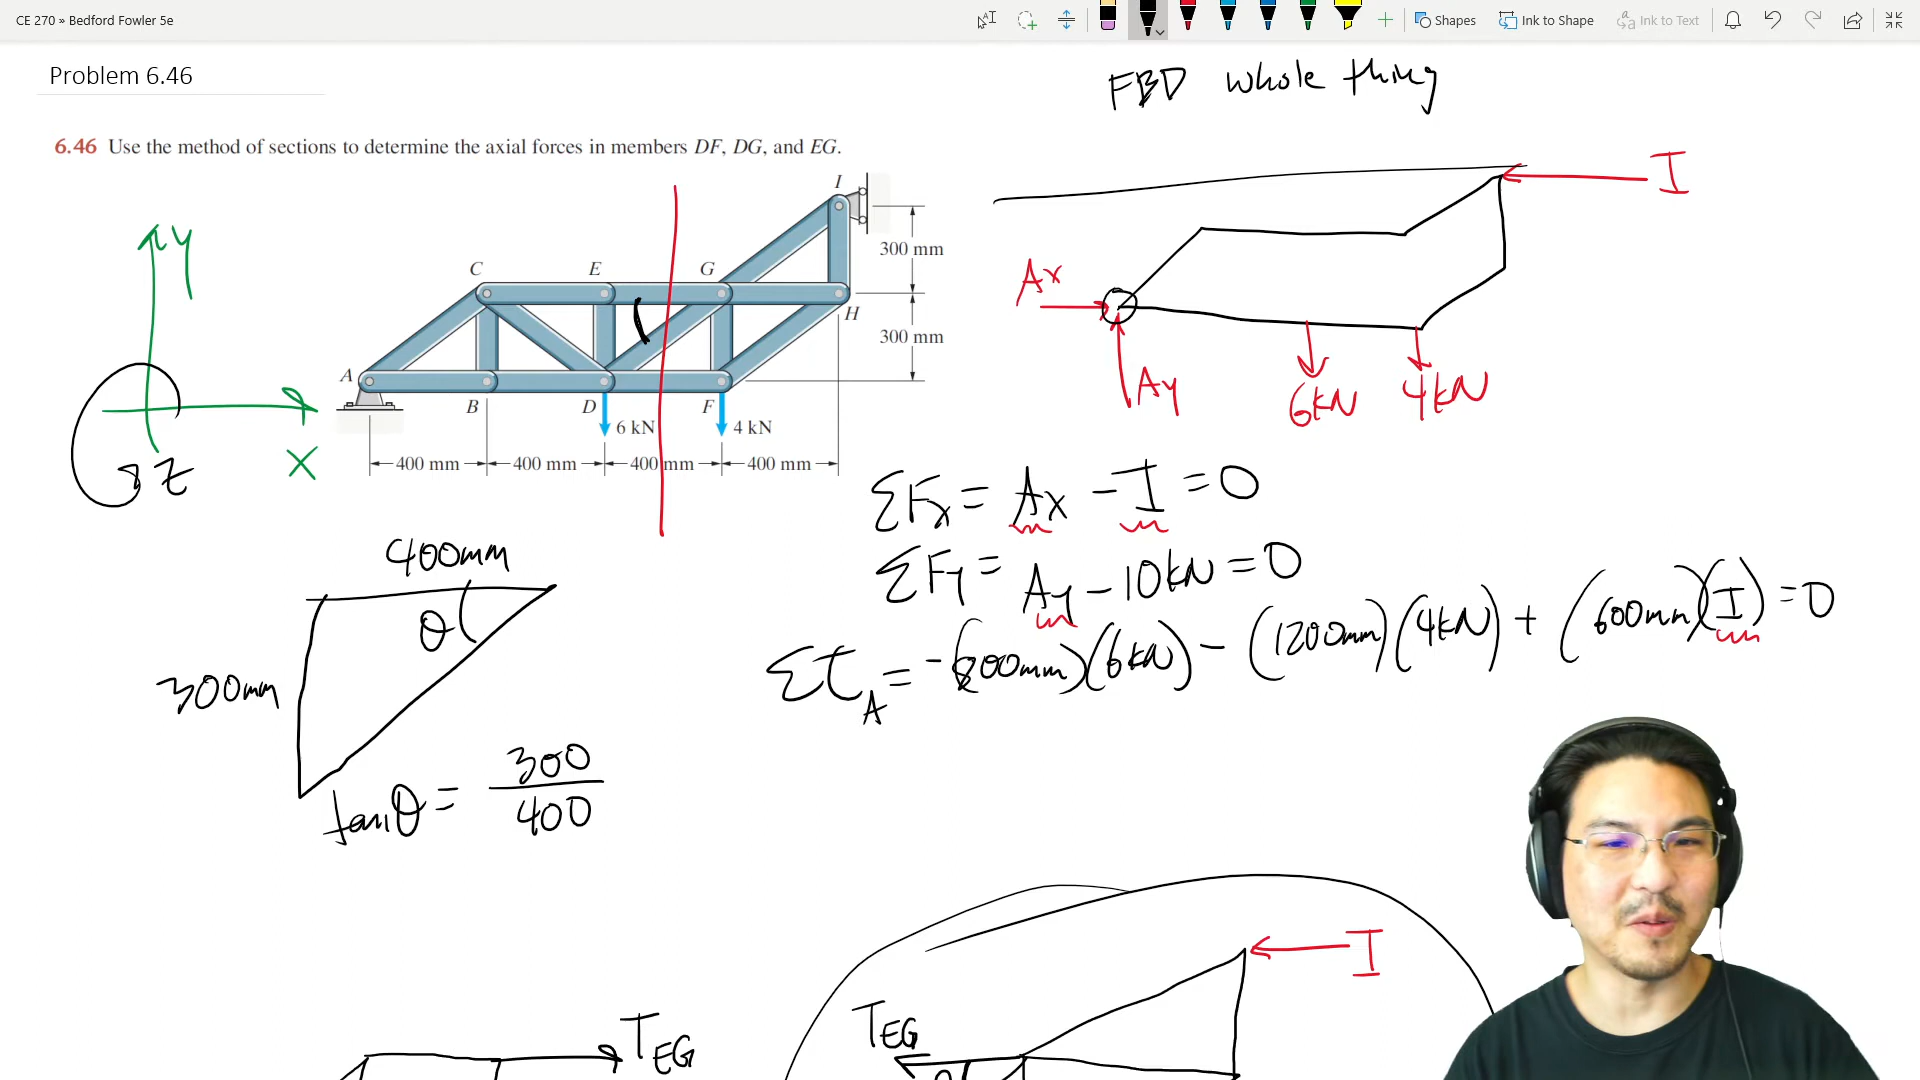 CE 270 » Bedford Fowler 5e
Shapes
Ink to Shape
Ink to Text
Problem 6.46
FBD whole thing
6.46 Use the method of sections to determine the axial forces in members DF, DG, and EG.
I
C E G
H
A
B D F
6 kN
4 kN
300 mm
300 mm
400 mm 400 mm 400 mm 400 mm
y
x
z
I
Ax
Ay
6kN 4kN
ΣFx = Ax - I = 0
ΣFy = Ay - 10kN = 0
Στ_A = -(800mm)(6kN) - (1200mm)(4kN) + (600mm)(I) = 0
400mm
θ
300mm
tanθ = 300/400
I
T_EG
T_EG